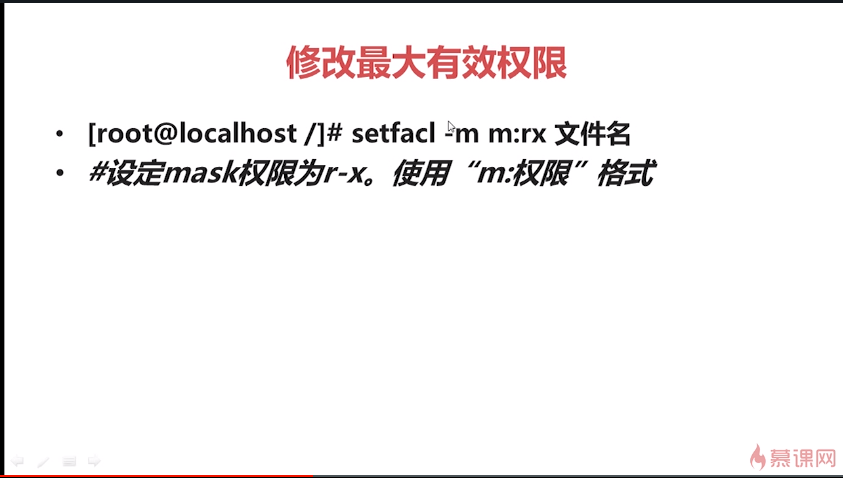 修改最大有效权限
• [root@localhost /]# setfacl -m m:rx 文件名
• #设定mask权限为r-x。使用“m:权限”格式
慕课网